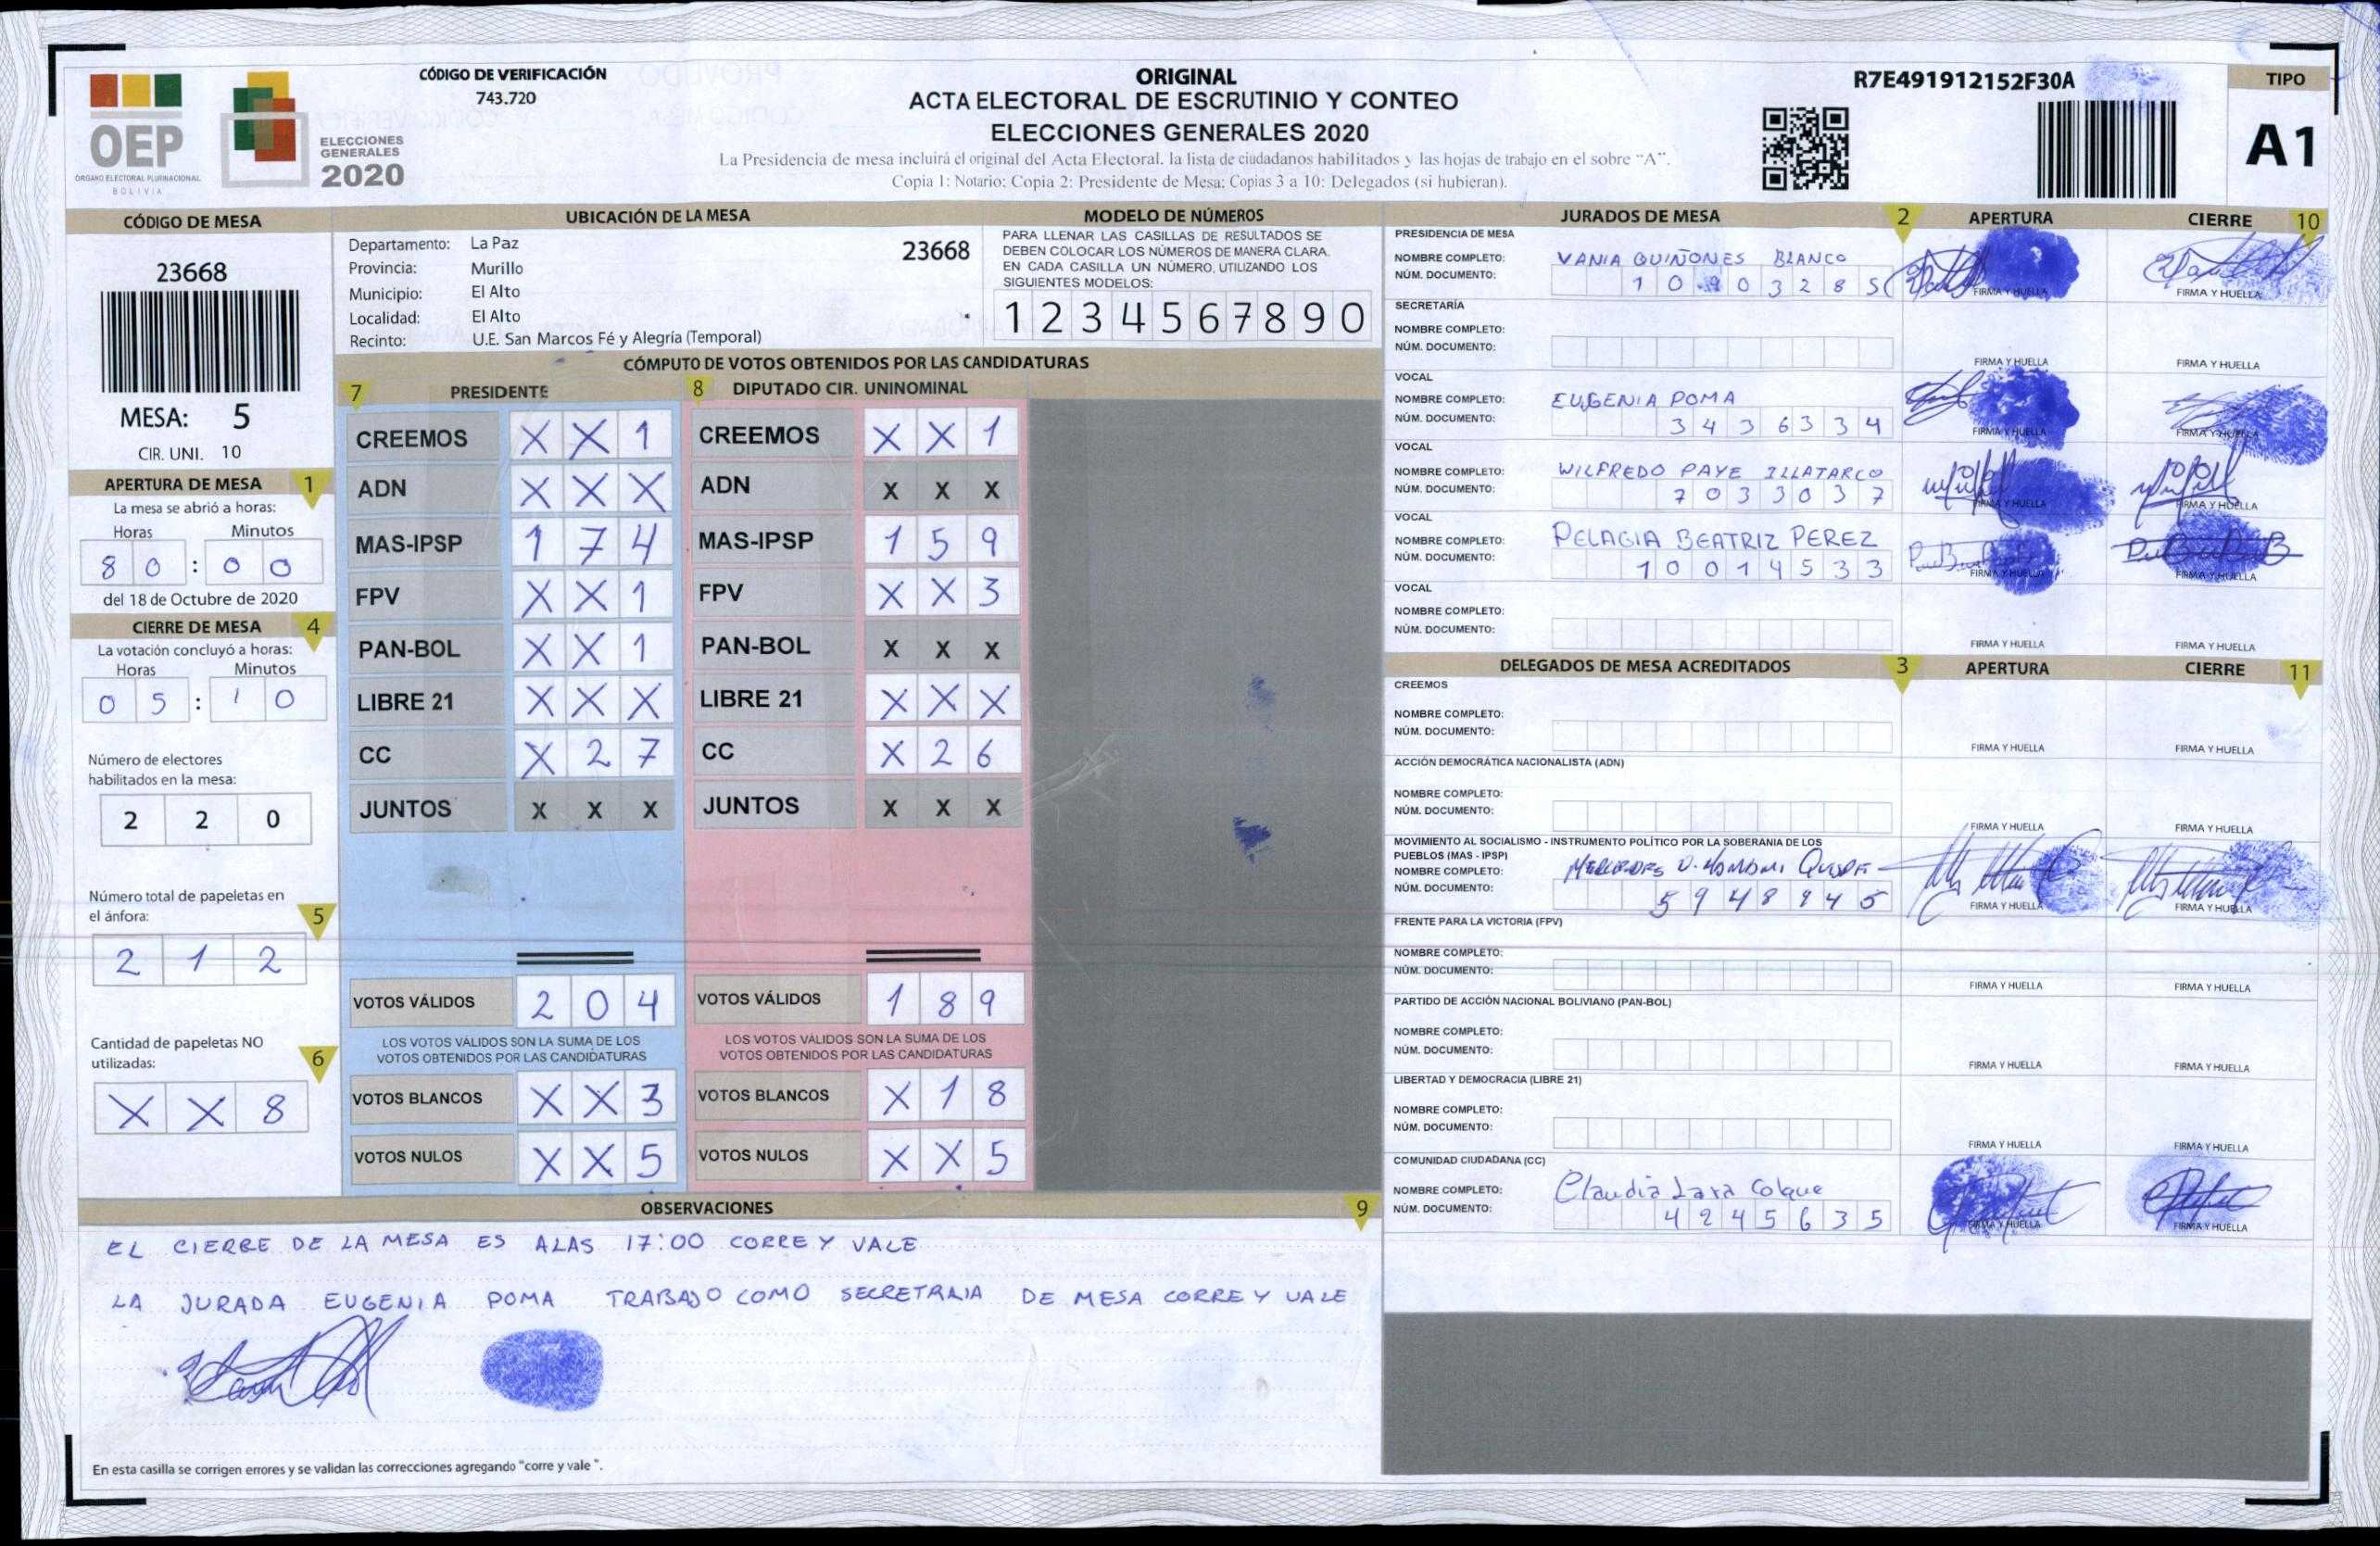 CÓDIGO DE VERIFICACIÓN
743.720
ORIGINAL
ACTA ELECTORAL DE ESCRUTINIO Y CONTEO
ELECCIONES GENERALES 2020
La Presidencia de mesa incluirá el original del Acta Electoral, la lista de ciudadanos habilitados y las hojas de trabajo en el sobre "A".
Copia 1: Notario; Copia 2: Presidente de Mesa; Copias 3 a 10: Delegados (si hubieran).
R7E491912152F30A
TIPO
A1
OEP
ÓRGANO ELECTORAL PLURINACIONAL
BOLIVIA
ELECCIONES
GENERALES
2020
CÓDIGO DE MESA
23668
MESA: 5
CIR. UNI. 10
APERTURA DE MESA 1
La mesa se abrió a horas:
Horas Minutos
8 0 : 0 0
del 18 de Octubre de 2020
CIERRE DE MESA 4
La votación concluyó a horas:
Horas Minutos
0 5 : 1 0
Número de electores
habilitados en la mesa:
2 2 0
Número total de papeletas en
el ánfora: 5
2 1 2
Cantidad de papeletas NO
utilizadas: 6
X X 8
UBICACIÓN DE LA MESA
Departamento: La Paz 23668
Provincia: Murillo
Municipio: El Alto
Localidad: El Alto
Recinto: U.E. San Marcos Fé y Alegría (Temporal)
MODELO DE NÚMEROS
PARA LLENAR LAS CASILLAS DE RESULTADOS SE
DEBEN COLOCAR LOS NÚMEROS DE MANERA CLARA.
EN CADA CASILLA UN NÚMERO, UTILIZANDO LOS
SIGUIENTES MODELOS:
1 2 3 4 5 6 7 8 9 0
CÓMPUTO DE VOTOS OBTENIDOS POR LAS CANDIDATURAS
7 PRESIDENTE
CREEMOS X X 1
ADN X X X
MAS-IPSP 1 7 4
FPV X X 1
PAN-BOL X X 1
LIBRE 21 X X X
CC X 2 7
JUNTOS X X X
VOTOS VÁLIDOS 2 0 4
LOS VOTOS VÁLIDOS SON LA SUMA DE LOS
VOTOS OBTENIDOS POR LAS CANDIDATURAS
VOTOS BLANCOS X X 3
VOTOS NULOS X X 5
8 DIPUTADO CIR. UNINOMINAL
CREEMOS X X 1
ADN X X X
MAS-IPSP 1 5 9
FPV X X 3
PAN-BOL X X X
LIBRE 21 X X X
CC X 2 6
JUNTOS X X X
VOTOS VÁLIDOS 1 8 9
LOS VOTOS VÁLIDOS SON LA SUMA DE LOS
VOTOS OBTENIDOS POR LAS CANDIDATURAS
VOTOS BLANCOS X 1 8
VOTOS NULOS X X 5
OBSERVACIONES 9
EL CIERRE DE LA MESA ES ALAS 17:00 CORRE Y VALE
LA JURADA EUGENIA POMA TRABAJO COMO SECRETARIA DE MESA CORRE Y VALE
En esta casilla se corrigen errores y se validan las correcciones agregando "corre y vale".
JURADOS DE MESA 2 APERTURA CIERRE 10
PRESIDENCIA DE MESA
NOMBRE COMPLETO: VANIA QUIÑONES BLANCO
NÚM. DOCUMENTO: 1 0 9 0 3 2 8 5
FIRMA Y HUELLA FIRMA Y HUELLA
SECRETARÍA
NOMBRE COMPLETO:
NÚM. DOCUMENTO:
FIRMA Y HUELLA FIRMA Y HUELLA
VOCAL
NOMBRE COMPLETO: EUGENIA POMA
NÚM. DOCUMENTO: 3 4 3 6 3 3 4
FIRMA Y HUELLA FIRMA Y HUELLA
VOCAL
NOMBRE COMPLETO: WILFREDO PAYE ILLATARCO
NÚM. DOCUMENTO: 7 0 3 3 0 3 7
FIRMA Y HUELLA FIRMA Y HUELLA
VOCAL
NOMBRE COMPLETO: PELAGIA BEATRIZ PEREZ
NÚM. DOCUMENTO: 1 0 0 1 4 5 3 3
FIRMA Y HUELLA FIRMA Y HUELLA
VOCAL
NOMBRE COMPLETO:
NÚM. DOCUMENTO:
FIRMA Y HUELLA FIRMA Y HUELLA
DELEGADOS DE MESA ACREDITADOS 3 APERTURA CIERRE 11
CREEMOS
NOMBRE COMPLETO:
NÚM. DOCUMENTO:
FIRMA Y HUELLA FIRMA Y HUELLA
ACCIÓN DEMOCRÁTICA NACIONALISTA (ADN)
NOMBRE COMPLETO:
NÚM. DOCUMENTO:
FIRMA Y HUELLA FIRMA Y HUELLA
MOVIMIENTO AL SOCIALISMO - INSTRUMENTO POLÍTICO POR LA SOBERANIA DE LOS
PUEBLOS (MAS - IPSP)
NOMBRE COMPLETO: MERCEDES V. MAMANI QUISPE
NÚM. DOCUMENTO: 5 9 4 8 9 4 5
FIRMA Y HUELLA FIRMA Y HUELLA
FRENTE PARA LA VICTORIA (FPV)
NOMBRE COMPLETO:
NÚM. DOCUMENTO:
FIRMA Y HUELLA FIRMA Y HUELLA
PARTIDO DE ACCIÓN NACIONAL BOLIVIANO (PAN-BOL)
NOMBRE COMPLETO:
NÚM. DOCUMENTO:
FIRMA Y HUELLA FIRMA Y HUELLA
LIBERTAD Y DEMOCRACIA (LIBRE 21)
NOMBRE COMPLETO:
NÚM. DOCUMENTO:
FIRMA Y HUELLA FIRMA Y HUELLA
COMUNIDAD CIUDADANA (CC)
NOMBRE COMPLETO: Claudia Lara Colque
NÚM. DOCUMENTO: 4 2 4 5 6 3 5
FIRMA Y HUELLA FIRMA Y HUELLA